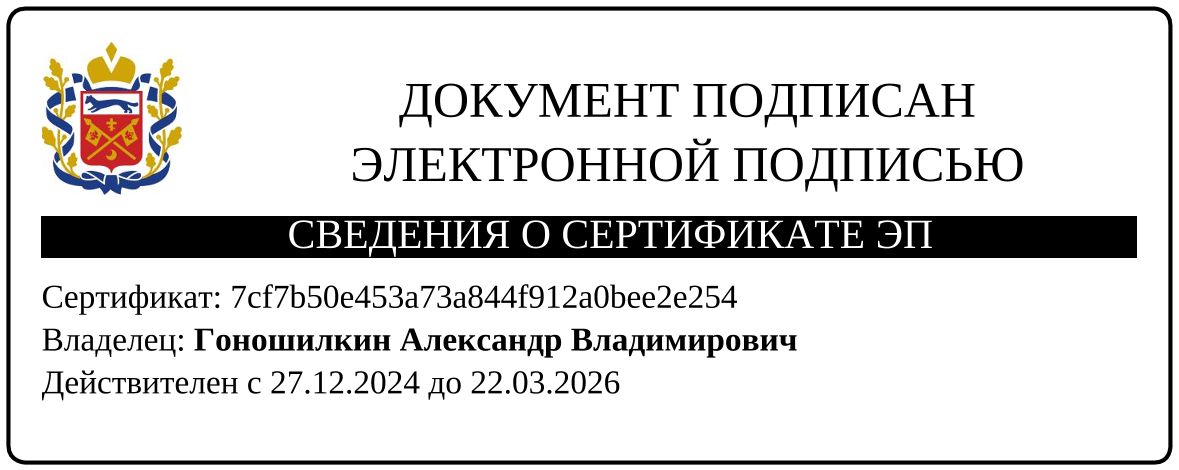 ДОКУМЕНТ ПОДПИСАН
ЭЛЕКТРОННОЙ ПОДПИСЬЮ
СВЕДЕНИЯ О СЕРТИФИКАТЕ ЭП
Сертификат: 7cf7b50e453a73a844f912a0bee2e254
Владелец: Гоношилкин Александр Владимирович
Действителен с 27.12.2024 до 22.03.2026